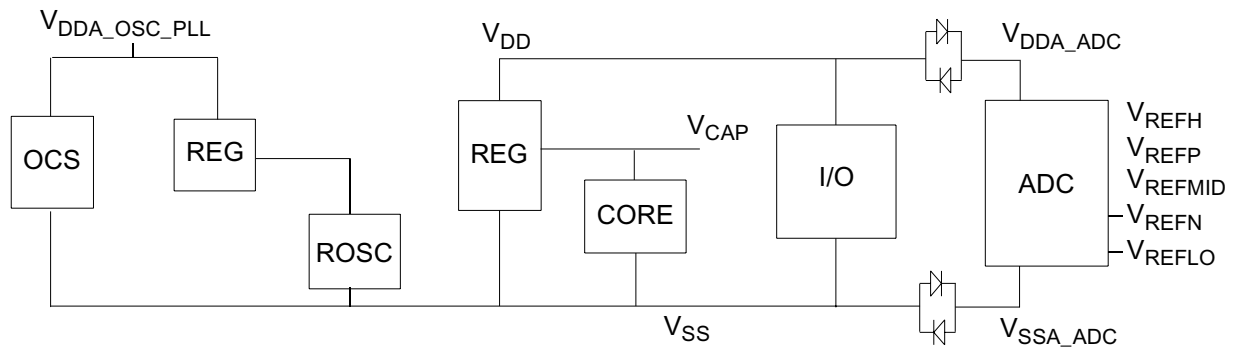 VDDA_OSC_PLL
VDD
VDDA_ADC
OCS
REG
REG
VCAP
I/O
ADC
VREFH
VREFP
VREFMID
VREFN
VREFLO
CORE
ROSC
VSS
VSSA_ADC